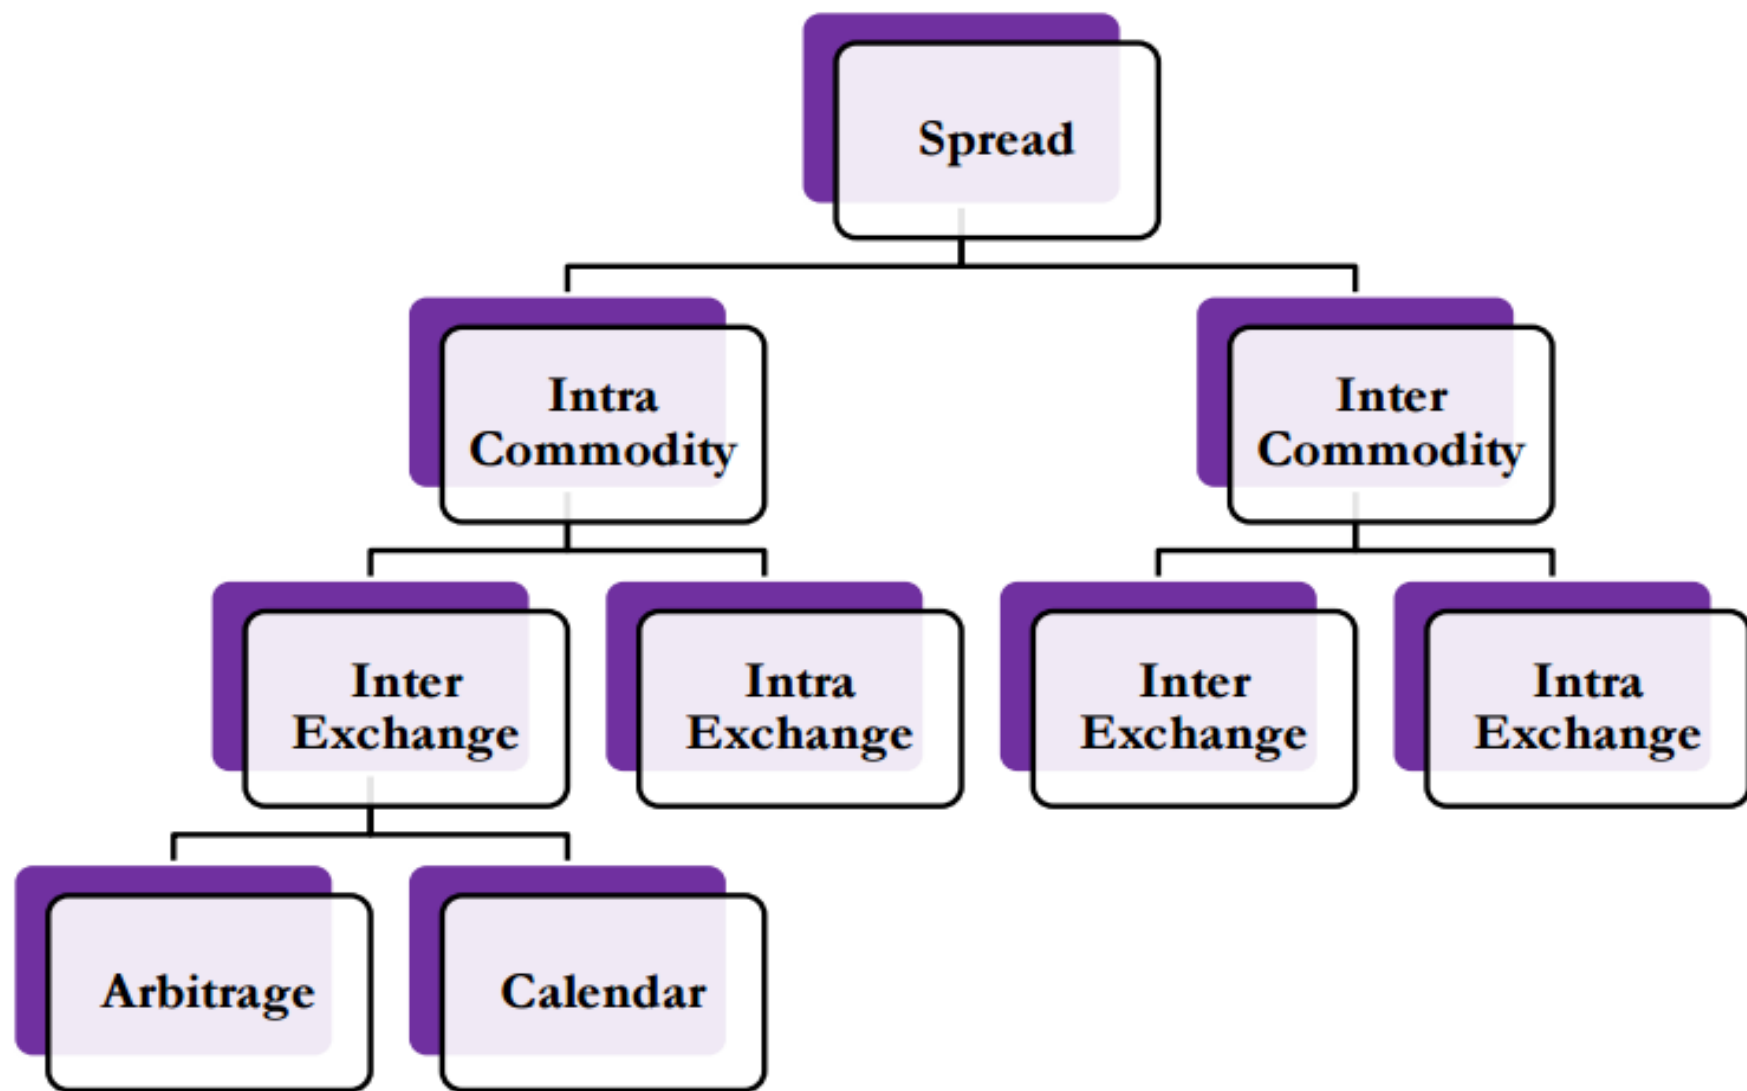 Spread
Intra
Commodity
Inter
Commodity
Inter
Exchange
Intra
Exchange
Inter
Exchange
Intra
Exchange
Arbitrage
Calendar